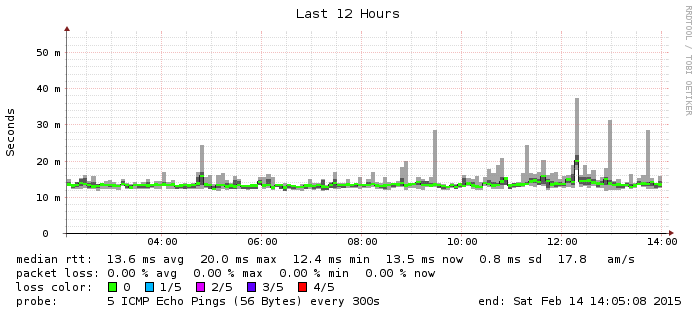 Last 12 Hours
RRDTOOL / TOBI OETIKER
Seconds
50 m
40 m
30 m
20 m
10 m
0
04:00 06:00 08:00 10:00 12:00 14:00
median rtt: 13.6 ms avg 20.0 ms max 12.4 ms min 13.5 ms now 0.8 ms sd 17.8 am/s
packet loss: 0.00 % avg 0.00 % max 0.00 % min 0.00 % now
loss color: 0 1/5 2/5 3/5 4/5
probe: 5 ICMP Echo Pings (56 Bytes) every 300s end: Sat Feb 14 14:05:08 2015